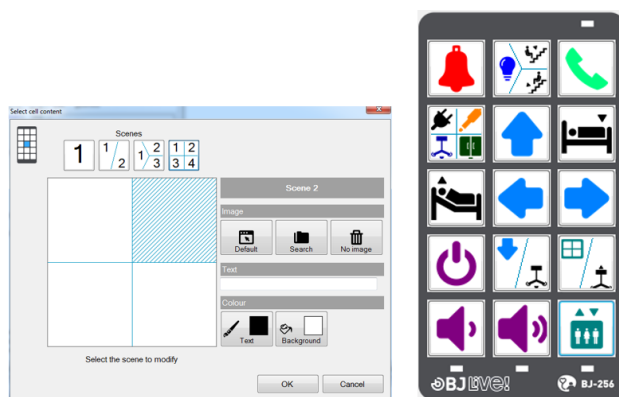 Select cell content
Scenes
1
1 2
1 2 3
1 2 3 4
Scene 2
Image
Default Search No image
Text
Colour
Text Background
Select the scene to modify
OK Cancel
BJ LIVE! BJ-256